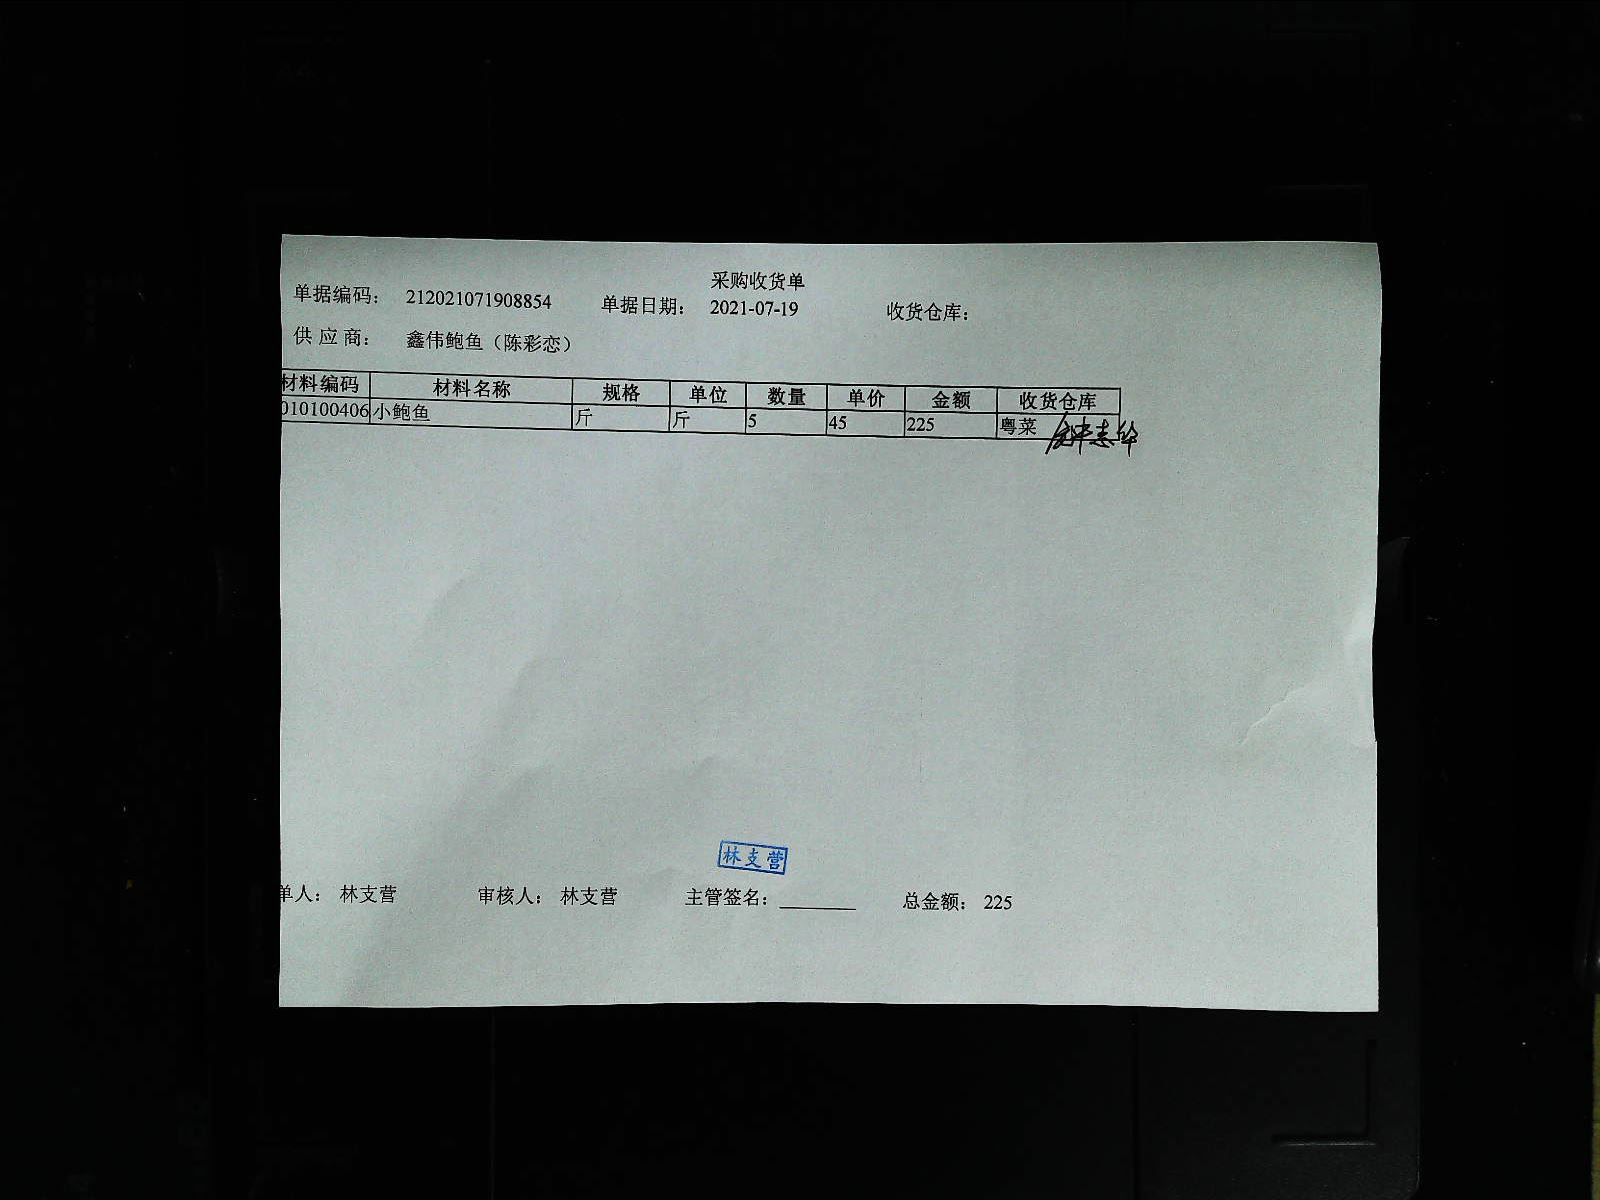 采购收货单
单据编码: 212021071908854 单据日期: 2021-07-19 收货仓库:
供应商: 鑫伟鲍鱼（陈彩恋）
材料编码 材料名称 规格 单位 数量 单价 金额 收货仓库
010100406 小鲍鱼 斤 斤 5 45 225 粤菜
钟志华
林支营
单人: 林支营 审核人: 林支营 主管签名: 总金额: 225